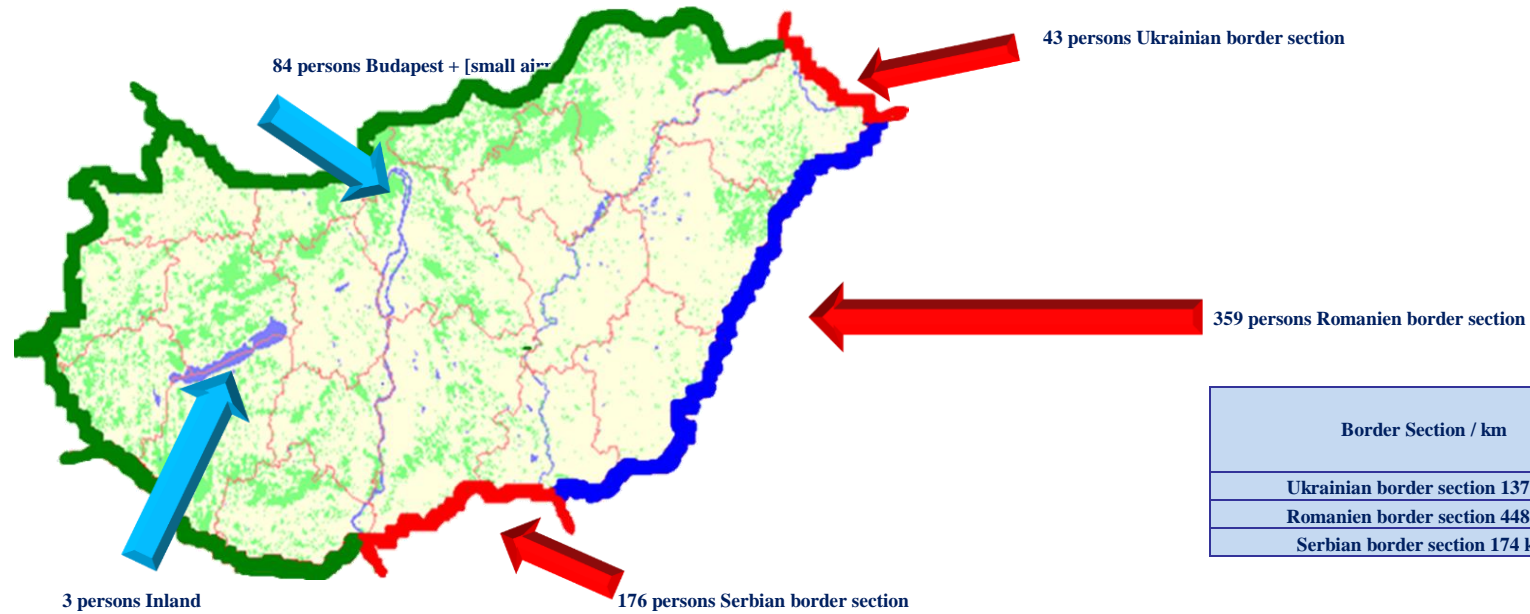 43 persons Ukrainian border section
84 persons Budapest + [small
359 persons Romanien border section
Border Section / km
Ukrainian border section 137
Romanien border section 448
Serbian border section 174 k
3 persons Inland
176 persons Serbian border section